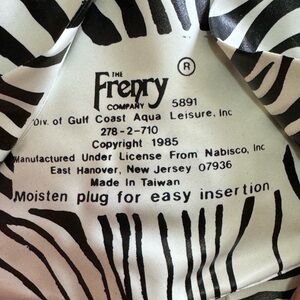 THE
Frenry ®
COMPANY 5891
Div. of Gulf Coast Aqua Leisure, Inc
278-2-710
Copyright 1985
Manufactured Under License From Nabisco, Inc
East Hanover, New Jersey 07936
Made In Taiwan
Moisten plug for easy insertion